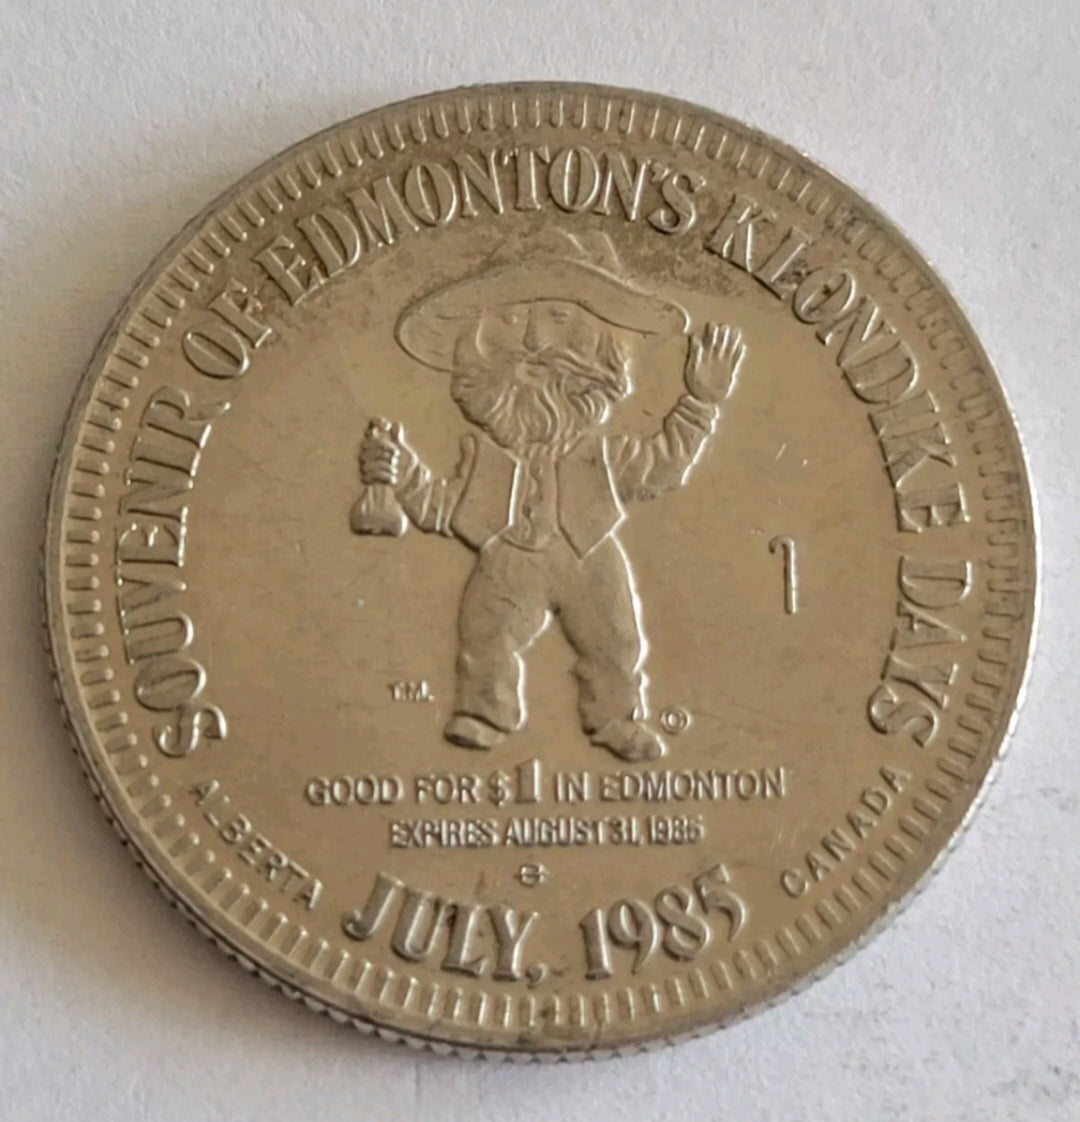 SOUVENIR OF EDMONTON'S KLONDIKE DAYS
1
T.M.
©
GOOD FOR $1 IN EDMONTON
EXPIRES AUGUST 31, 1985
ALBERTA
CANADA
JULY, 1985